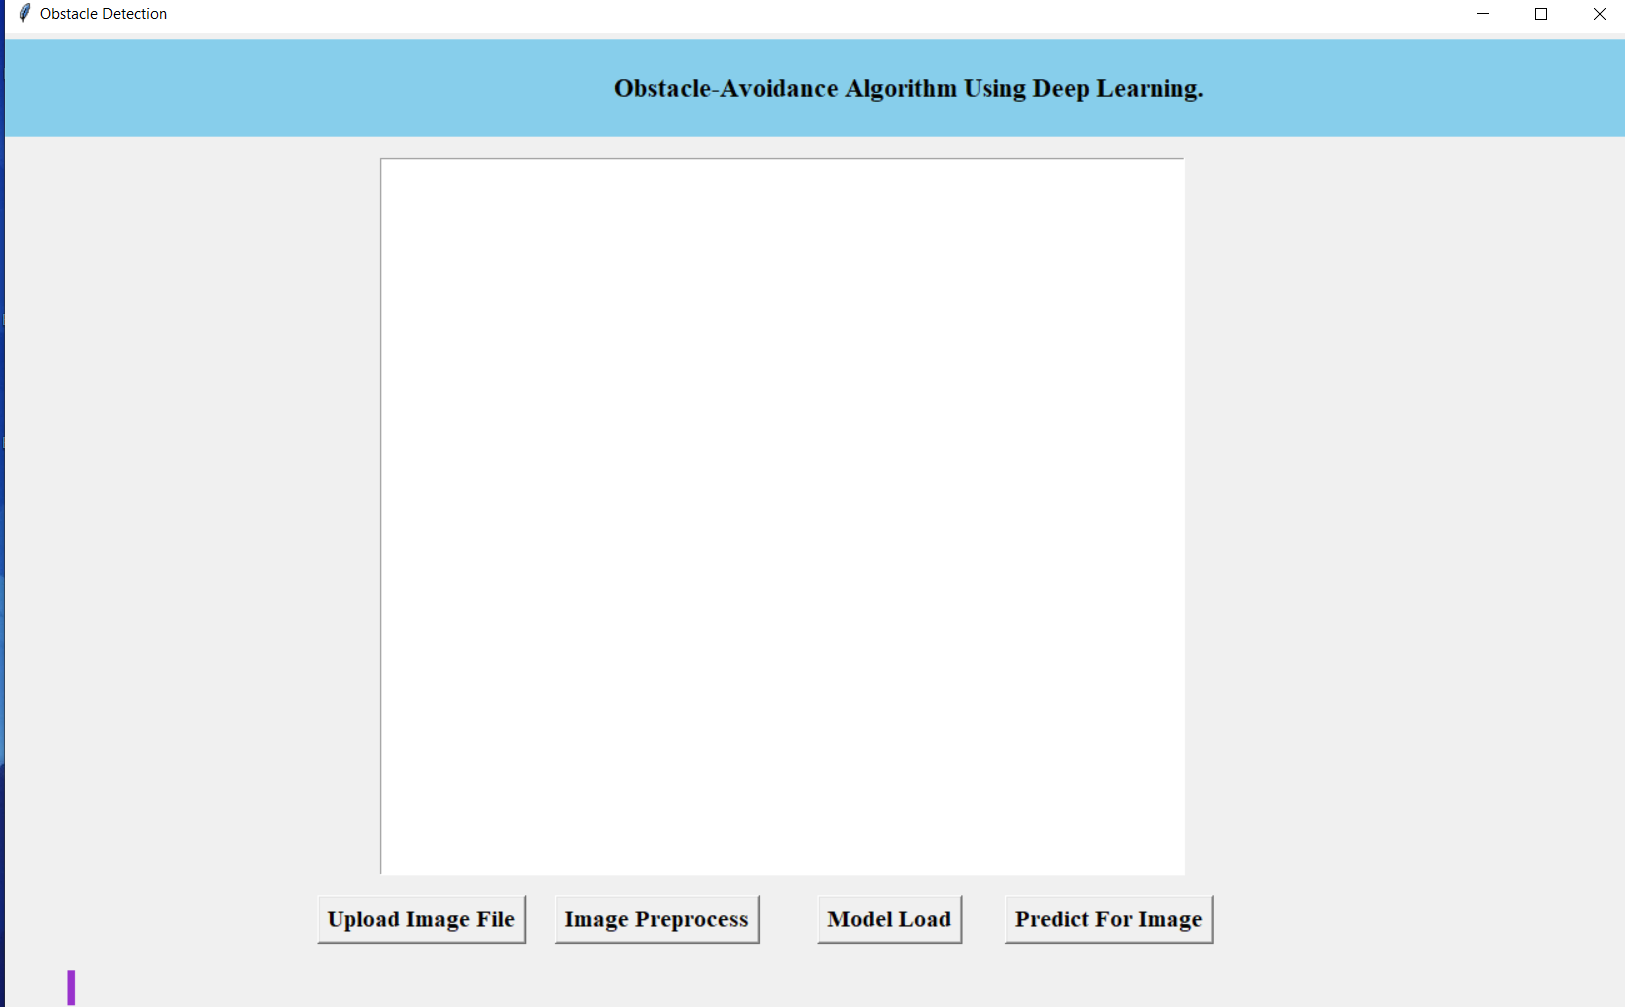 Obstacle Detection
Obstacle-Avoidance Algorithm Using Deep Learning.
Upload Image File
Image Preprocess
Model Load
Predict For Image